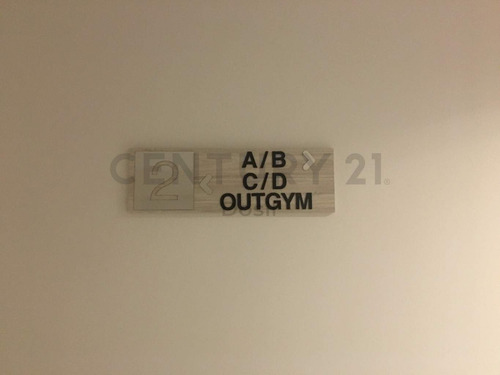 CENTURY 21.
2
A/B >
< C/D
OUTGYM